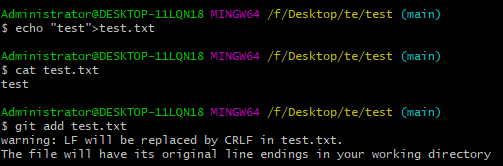 Administrator@DESKTOP-11LQN18 MINGW64 /f/Desktop/te/test (main)
$ echo "test">test.txt
Administrator@DESKTOP-11LQN18 MINGW64 /f/Desktop/te/test (main)
$ cat test.txt
test
Administrator@DESKTOP-11LQN18 MINGW64 /f/Desktop/te/test (main)
$ git add test.txt
warning: LF will be replaced by CRLF in test.txt.
The file will have its original line endings in your working directory